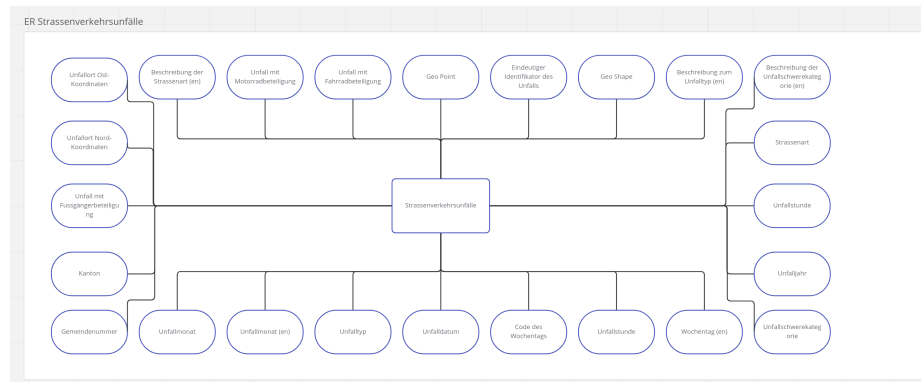 ER Strassenverkehrsunfälle
Unfallort Ost-
Koordinaten
Beschreibung der
Strassenart (en)
Unfall mit
Motorradbeteiligung
Unfall mit
Fahrradbeteiligung
Geo Point
Eindeutiger
Identifikator des
Unfalls
Geo Shape
Beschreibung zum
Unfalltyp (en)
Beschreibung der
Unfallschwerekateg
orie (en)
Unfallort Nord-
Koordinaten
Strassenart
Unfall mit
Fussgängerbeteiligu
ng
Strassenverkehrsunfälle
Unfallstunde
Kanton
Unfalljahr
Gemeindenummer
Unfallmonat
Unfallmonat (en)
Unfalltyp
Unfalldatum
Code des
Wochentags
Unfallstunde
Wochentag (en)
Unfallschwerekateg
orie